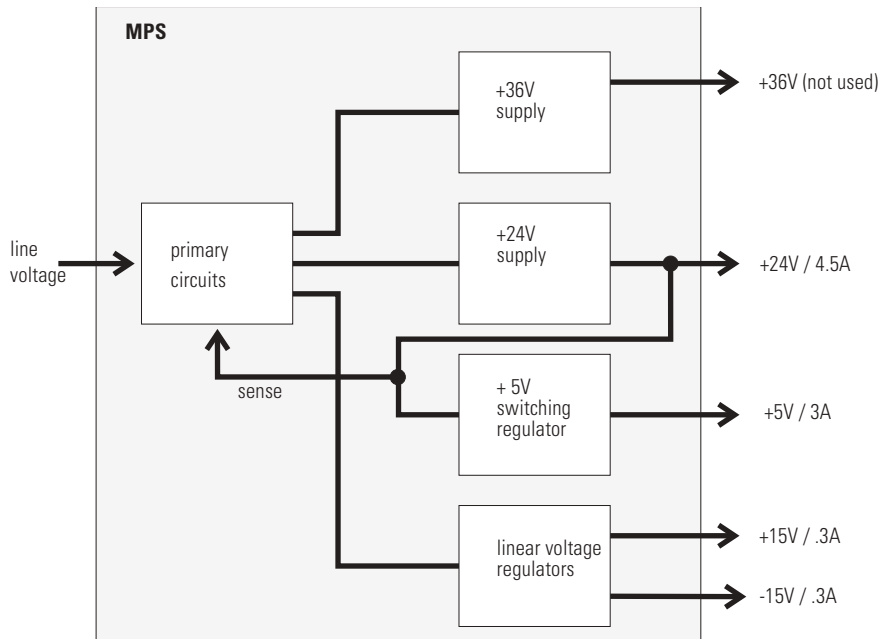 MPS
+36V
supply
+36V (not used)
line
voltage
primary
circuits
+24V
supply
+24V / 4.5A
sense
+ 5V
switching
regulator
+5V / 3A
linear voltage
regulators
+15V / .3A
-15V / .3A